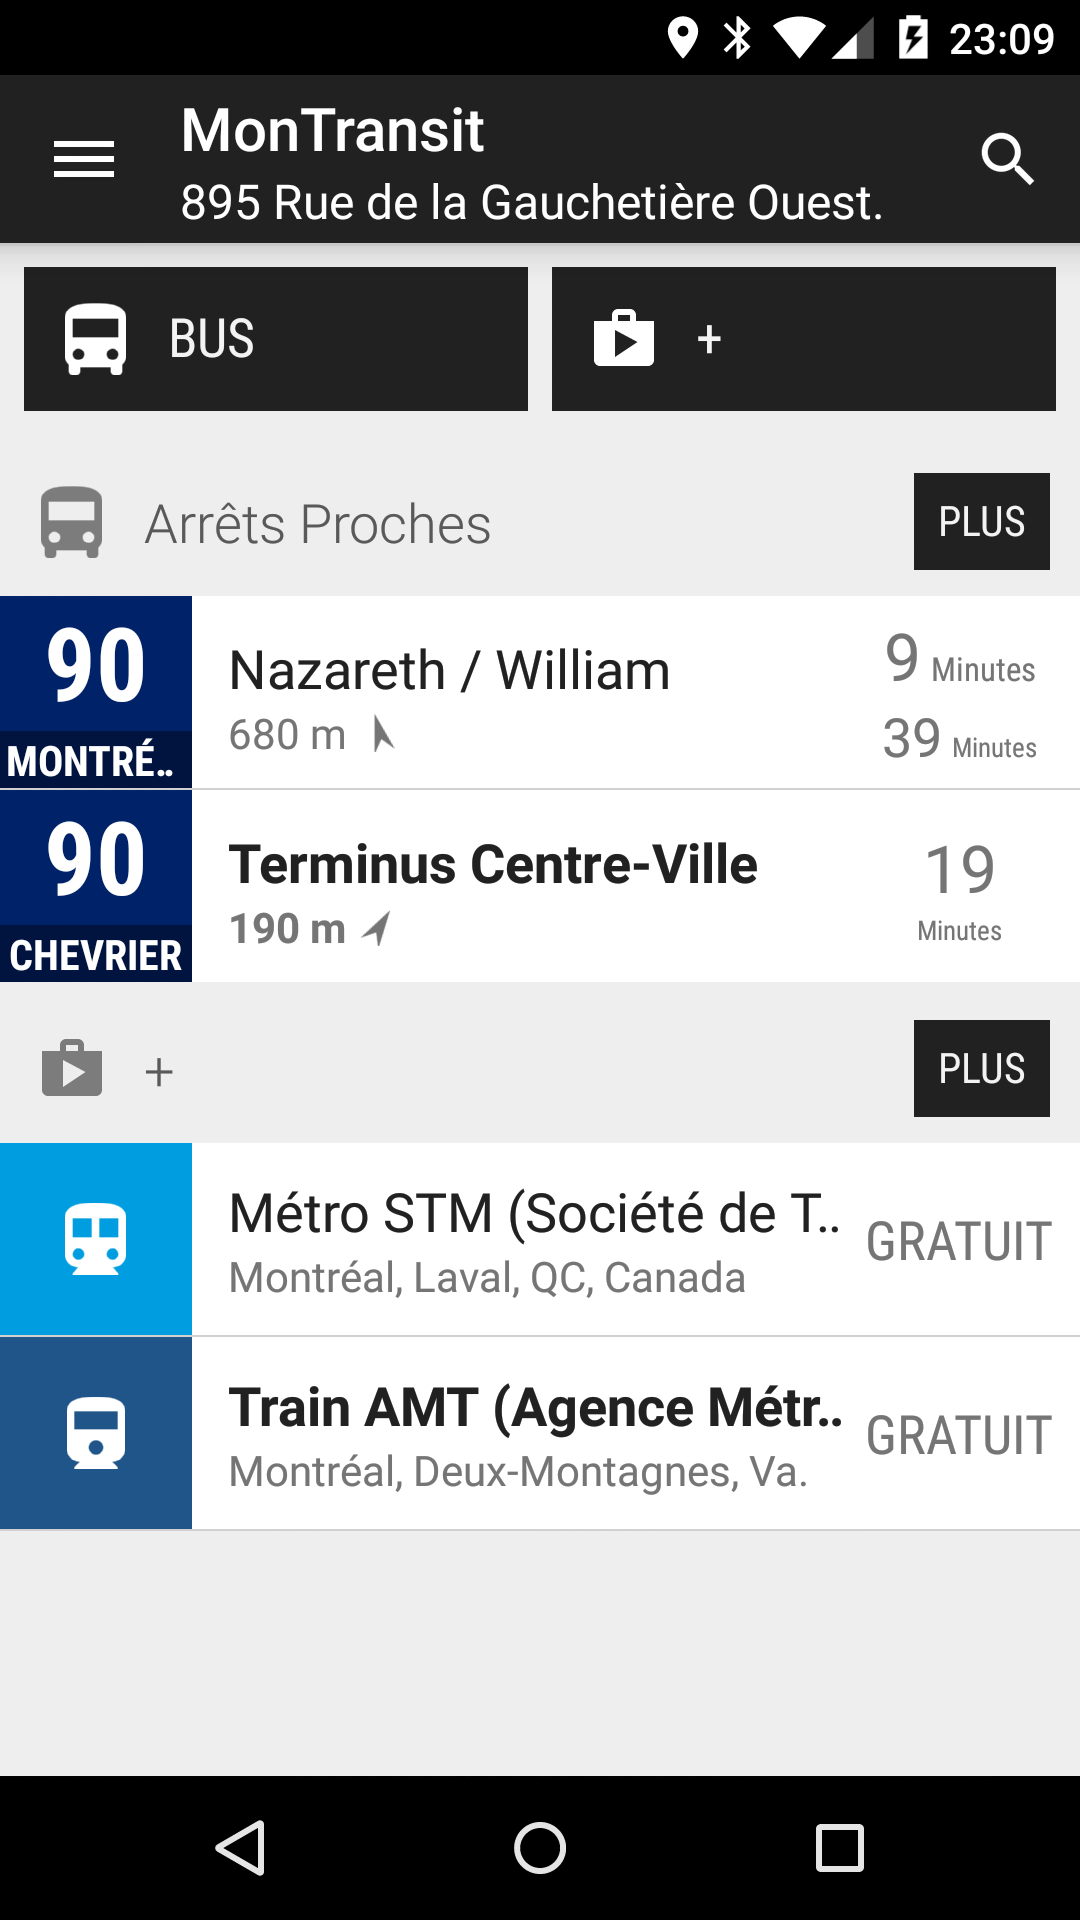 23:09
MonTransit
895 Rue de la Gauchetière Ouest.
BUS
+
Arrêts Proches
PLUS
90
MONTRÉ..
Nazareth / William
680 m
9 Minutes
39 Minutes
90
CHEVRIER
Terminus Centre-Ville
190 m
19
Minutes
+
PLUS
Métro STM (Société de T..
Montréal, Laval, QC, Canada
GRATUIT
Train AMT (Agence Métr..
Montréal, Deux-Montagnes, Va.
GRATUIT